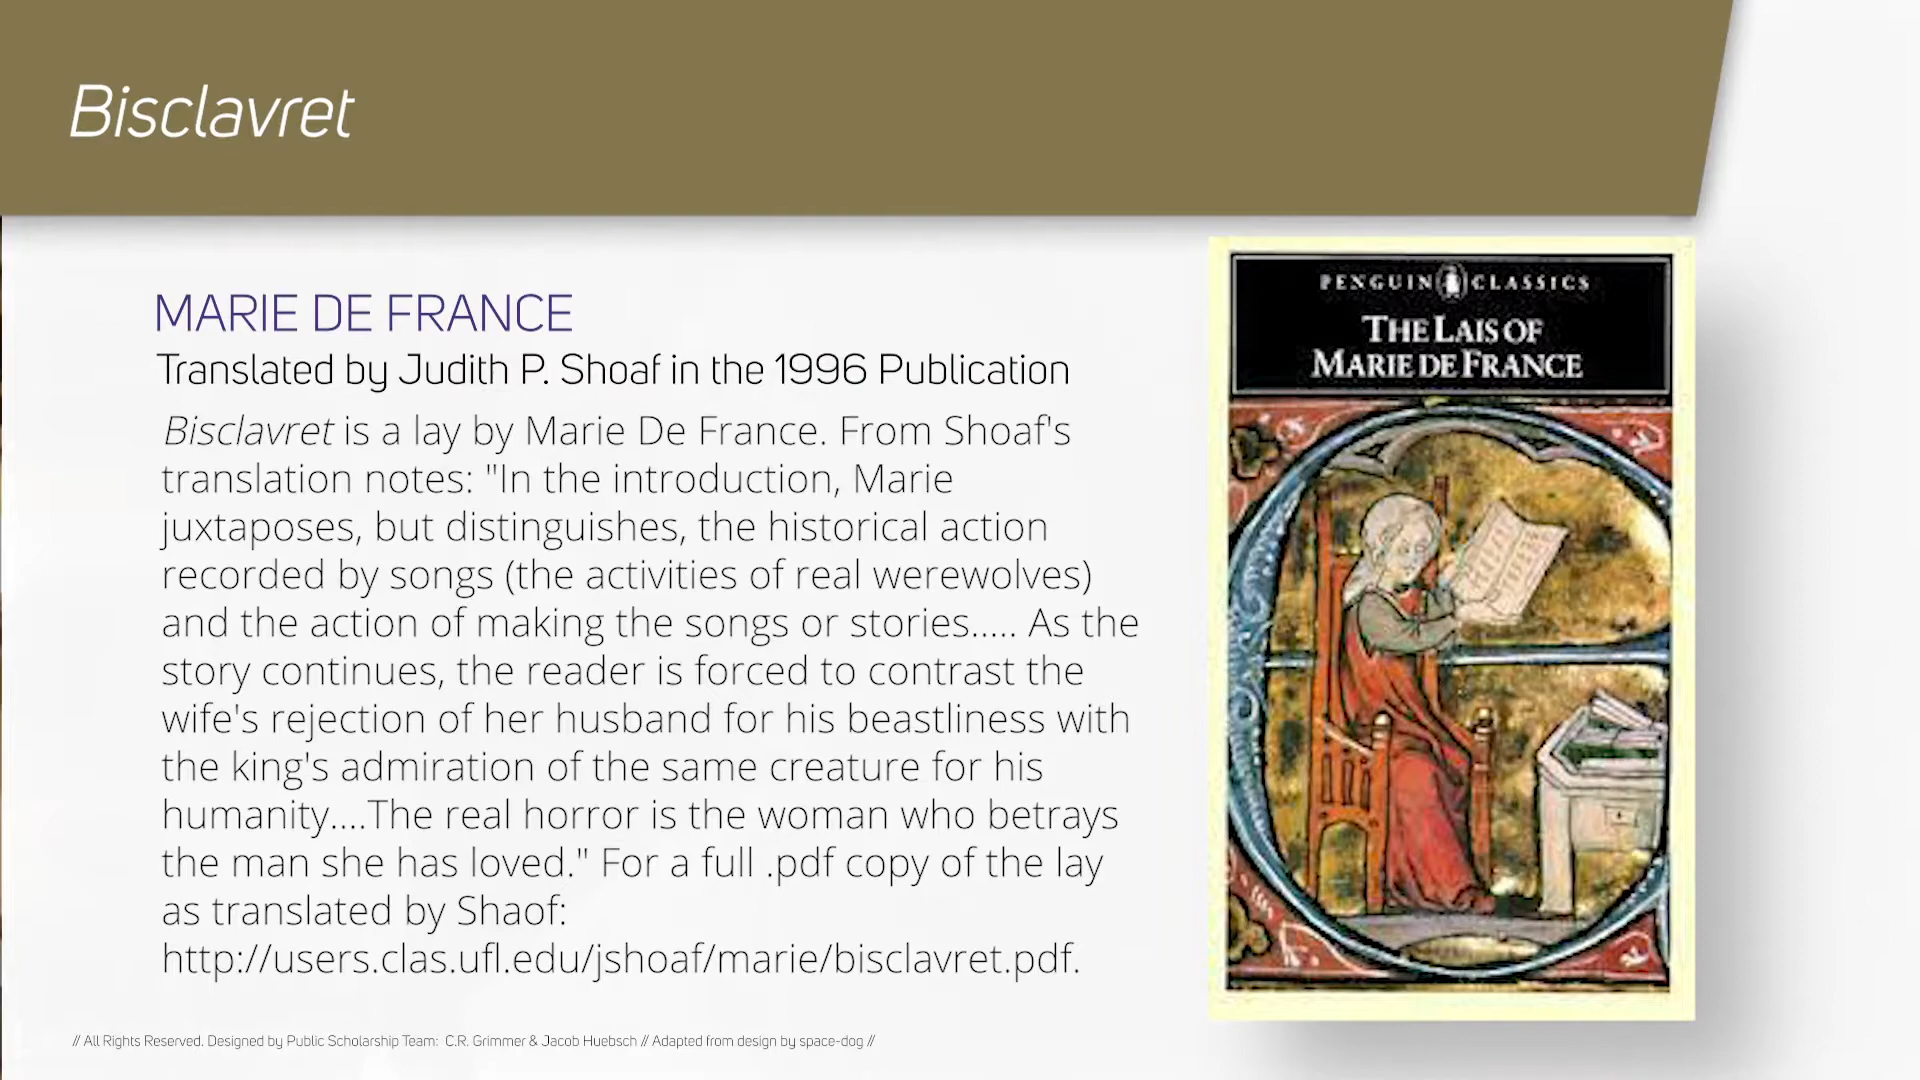 Bisclavret
MARIE DE FRANCE
Translated by Judith P. Shoaf in the 1996 Publication
Bisclavret is a lay by Marie De France. From Shoaf's
translation notes: "In the introduction, Marie
juxtaposes, but distinguishes, the historical action
recorded by songs (the activities of real werewolves)
and the action of making the songs or stories..... As the
story continues, the reader is forced to contrast the
wife's rejection of her husband for his beastliness with
the king's admiration of the same creature for his
humanity....The real horror is the woman who betrays
the man she has loved." For a full .pdf copy of the lay
as translated by Shaof:
http://users.clas.ufl.edu/jshoaf/marie/bisclavret.pdf.
PENGUIN CLASSICS
THE LAIS OF
MARIE DE FRANCE
// All Rights Reserved. Designed by Public Scholarship Team: C.R. Grimmer & Jacob Huebsch // Adapted from design by space-dog //